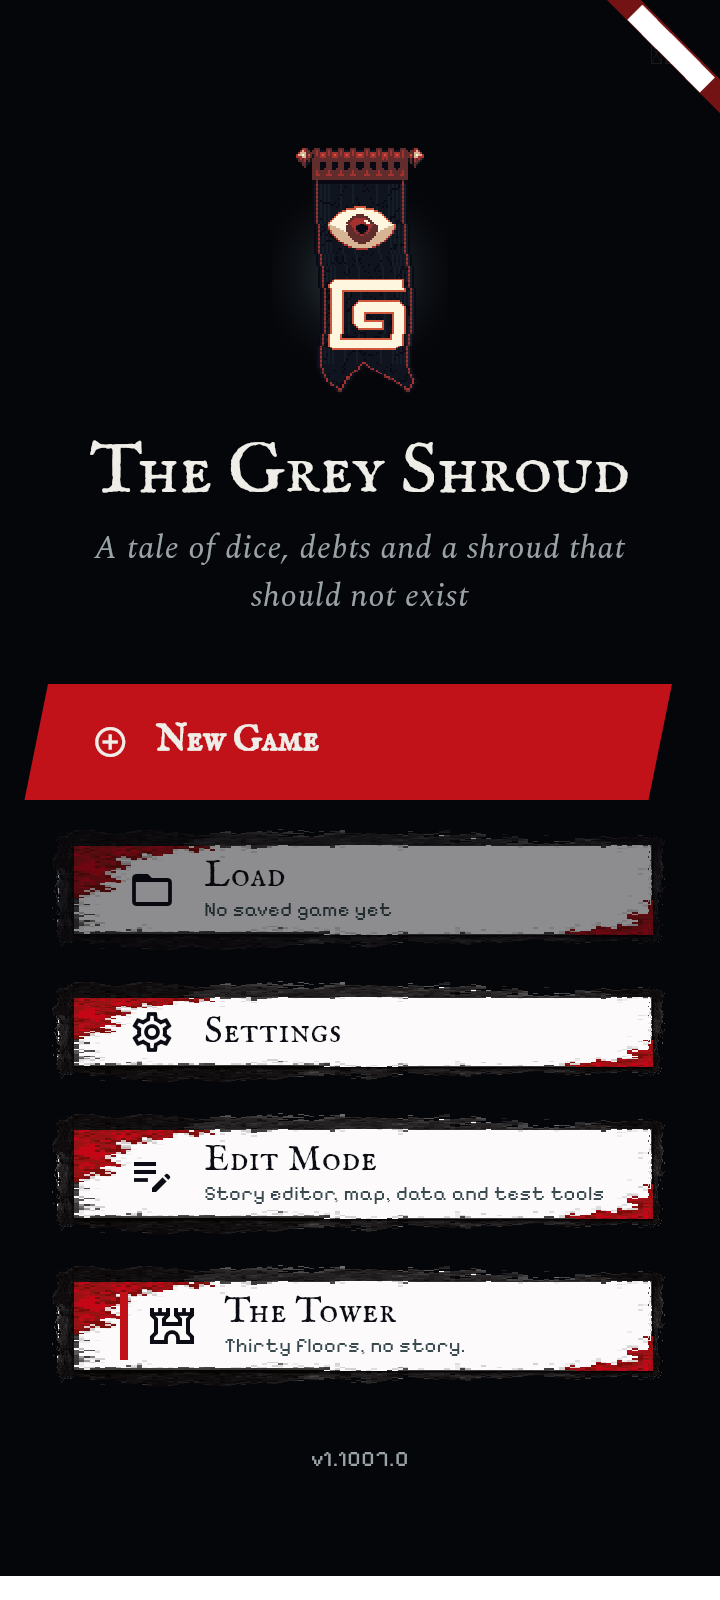 The Grey Shroud
A tale of dice, debts and a shroud that
should not exist
New Game
Load
No saved game yet
Settings
Edit Mode
Story editor, map, data and test tools
The Tower
Thirty floors, no story.
v1.1007.0